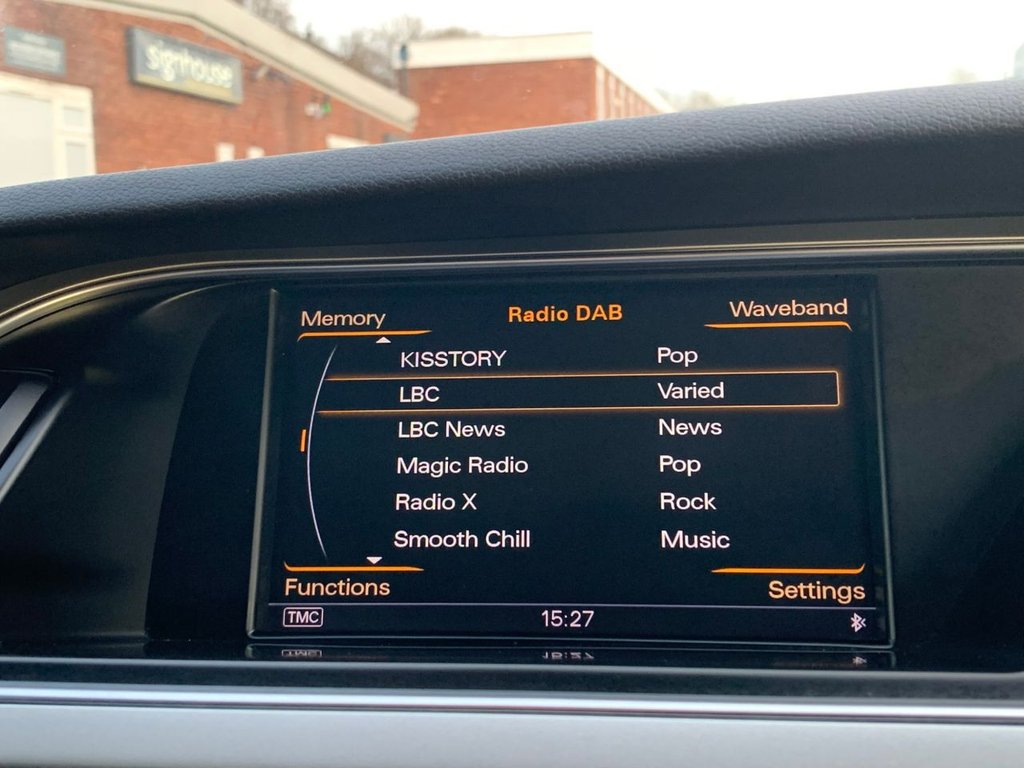 signhouse
Memory Radio DAB Waveband
KISSTORY Pop
LBC Varied
LBC News News
Magic Radio Pop
Radio X Rock
Smooth Chill Music
Functions Settings
TMC 15:27